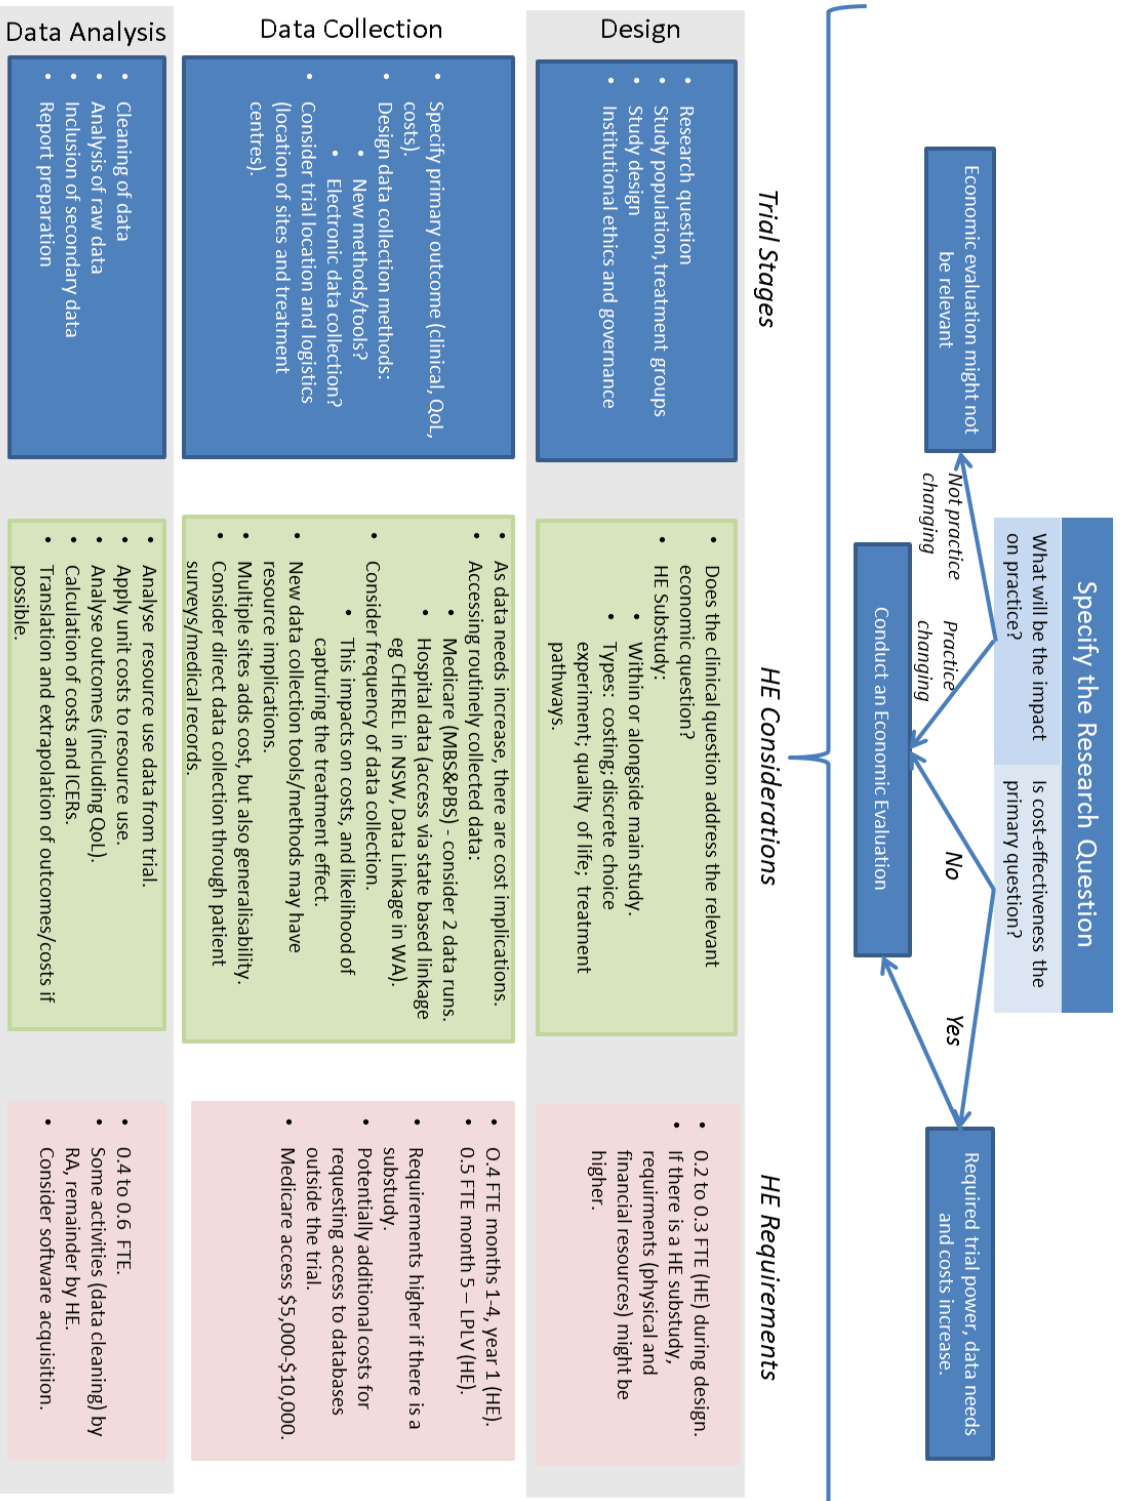 Specify the Research Question
What will be the impact
on practice?
Is cost-effectiveness the
primary question?
Economic evaluation might not
be relevant
Not practice
changing
Practice
changing
No
Yes
Required trial power, data needs
and costs increase.
Conduct an Economic Evaluation
Trial Stages
HE Considerations
HE Requirements
Design
• Research question
• Study population, treatment groups
• Study design
• Institutional ethics and governance
• Does the clinical question address the relevant
economic question?
• HE Substudy:
• Within or alongside main study.
• Types: costing; discrete choice
experiment; quality of life; treatment
pathways.
• 0.2 to 0.3 FTE (HE) during design.
• If there is a HE substudy,
requirments (physical and
financial resources) might be
higher.
Data Collection
• Specify primary outcome (clinical, QoL,
costs).
• Design data collection methods:
• New methods/tools?
• Electronic data collection?
• Consider trial location and logistics
(location of sites and treatment
centres).
• As data needs increase, there are cost implications.
• Accessing routinely collected data:
• Medicare (MBS&PBS) - consider 2 data runs.
• Hospital data (access via state based linkage
eg CHEREL in NSW, Data Linkage in WA).
• Consider frequency of data collection.
• This impacts on costs, and likelihood of
capturing the treatment effect.
• New data collection tools/methods may have
resource implications.
• Multiple sites adds cost, but also generalisability.
• Consider direct data collection through patient
surveys/medical records.
• 0.4 FTE months 1-4, year 1 (HE).
• 0.5 FTE month 5 – LPLV (HE).
• Requirements higher if there is a
substudy.
• Potentially additional costs for
requesting access to databases
outside the trial.
• Medicare access $5,000-$10,000.
Data Analysis
• Cleaning of data
• Analysis of raw data
• Inclusion of secondary data
• Report preparation
• Analyse resource use data from trial.
• Apply unit costs to resource use.
• Analyse outcomes (including QoL).
• Calculation of costs and ICERs.
• Translation and extrapolation of outcomes/costs if
possible.
• 0.4 to 0.6 FTE.
• Some activities (data cleaning) by
RA, remainder by HE.
• Consider software acquisition.